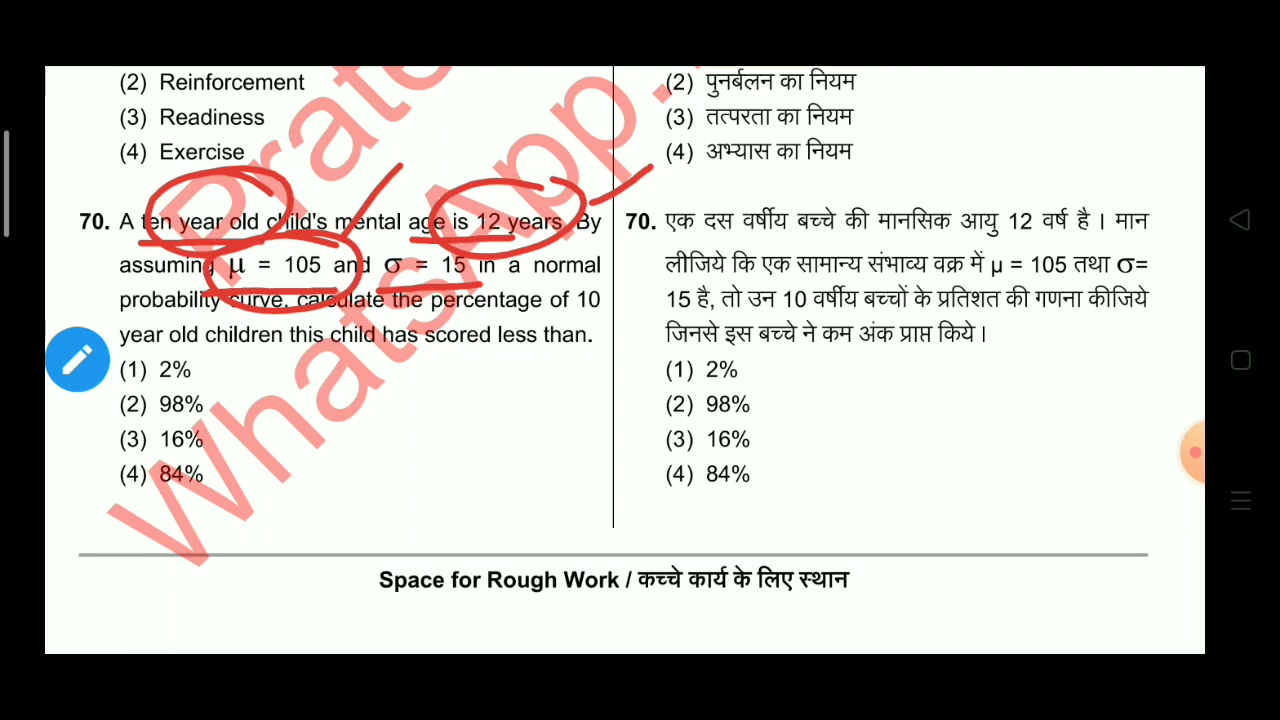 (2) Reinforcement
(3) Readiness
(4) Exercise
70. A ten year old child's mental age is 12 years. By
assuming μ = 105 and σ = 15 in a normal
probability curve, calculate the percentage of 10
year old children this child has scored less than.
(1) 2%
(2) 98%
(3) 16%
(4) 84%
(2) पुनर्बलन का नियम
(3) तत्परता का नियम
(4) अभ्यास का नियम
70. एक दस वर्षीय बच्चे की मानसिक आयु 12 वर्ष है । मान
लीजिये कि एक सामान्य संभाव्य वक्र में μ = 105 तथा σ=
15 है, तो उन 10 वर्षीय बच्चों के प्रतिशत की गणना कीजिये
जिनसे इस बच्चे ने कम अंक प्राप्त किये ।
(1) 2%
(2) 98%
(3) 16%
(4) 84%
Space for Rough Work / कच्चे कार्य के लिए स्थान
WhatsApp.